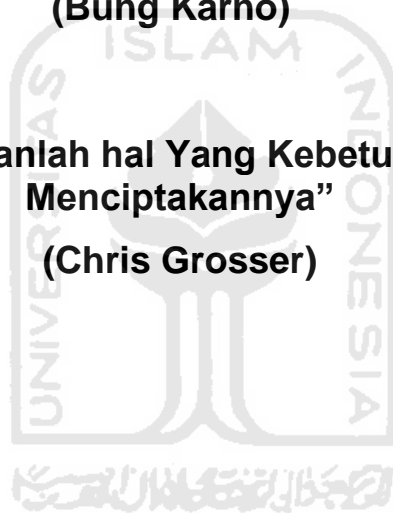 (Bung Karno)
ISLAM
UNIVERSITAS
INDONESIA
anlah hal Yang Kebetu
Menciptakannya”
(Chris Grosser)